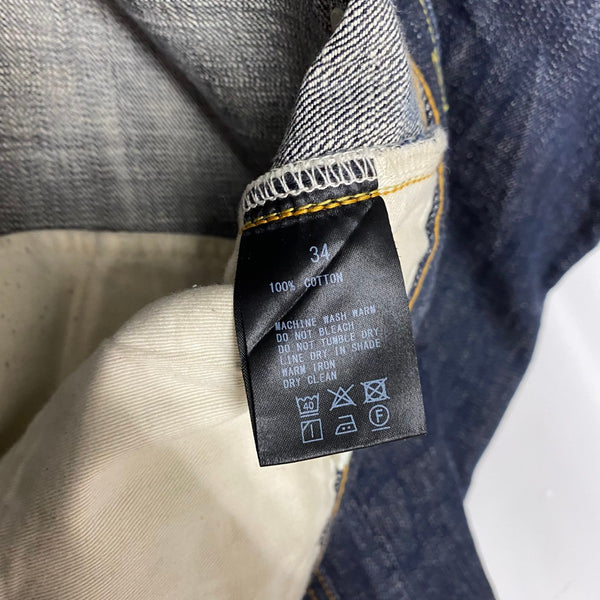 34
100% COTTON
MACHINE WASH WARM
DO NOT BLEACH
DO NOT TUMBLE DRY
LINE DRY IN SHADE
WARM IRON
DRY CLEAN
40
F